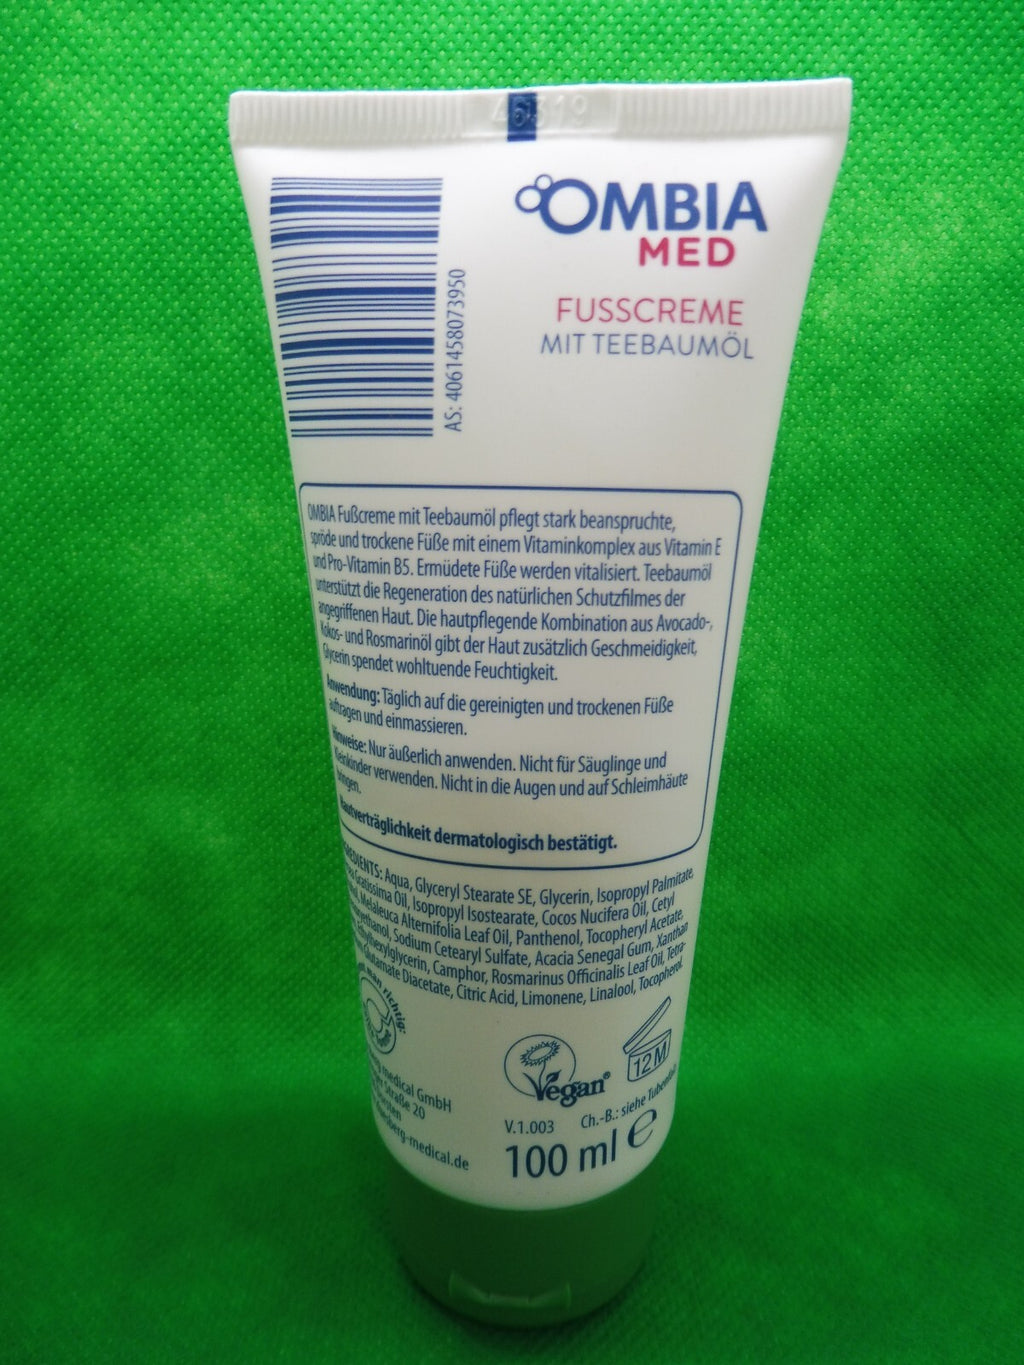 46319
OMBIA
MED
FUSSCREME
MIT TEEBAUMÖL
AS: 4061458073950
OMBIA Fußcreme mit Teebaumöl pflegt stark beanspruchte,
spröde und trockene Füße mit einem Vitaminkomplex aus Vitamin E
und Pro-Vitamin B5. Ermüdete Füße werden vitalisiert. Teebaumöl
unterstützt die Regeneration des natürlichen Schutzfilmes der
angegriffenen Haut. Die hautpflegende Kombination aus Avocado-,
Kokos- und Rosmarinöl gibt der Haut zusätzlich Geschmeidigkeit,
Glycerin spendet wohltuende Feuchtigkeit.
Anwendung: Täglich auf die gereinigten und trockenen Füße
auftragen und einmassieren.
Hinweise: Nur äußerlich anwenden. Nicht für Säuglinge und
Kleinkinder verwenden. Nicht in die Augen und auf Schleimhäute
bringen.
Hautverträglichkeit dermatologisch bestätigt.
Aqua, Glyceryl Stearate SE, Glycerin, Isopropyl Palmitate,
Gratissima Oil, Isopropyl Isostearate, Cocos Nucifera Oil, Cetyl
Melaleuca Alternifolia Leaf Oil, Panthenol, Tocopheryl Acetate,
Sodium Cetearyl Sulfate, Acacia Senegal Gum, Xanthan
Camphor, Rosmarinus Officinalis Leaf Oil, Tetra-
Glutamate Diacetate, Citric Acid, Limonene, Linalool, Tocopherol.
man richtig:
medical GmbH
Straße 20
Vegan®
12M
V.1.003
Ch.-B.: siehe
100 ml e